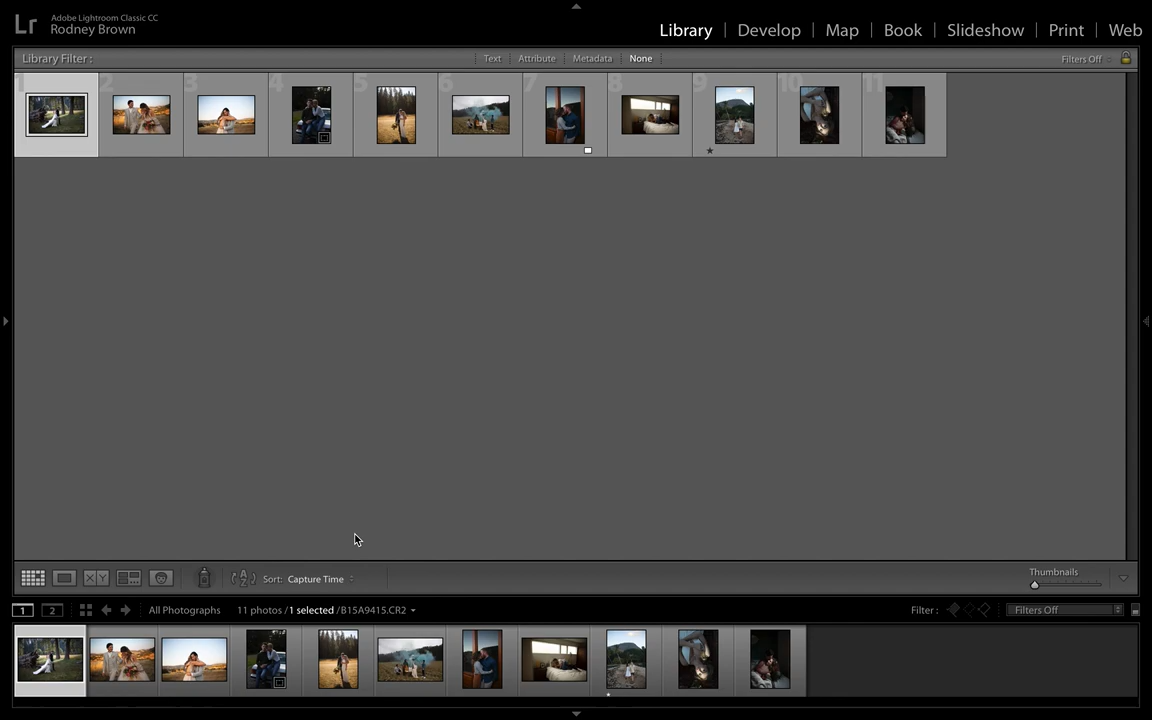 Lr
Adobe Lightroom Classic CC
Rodney Brown
Library | Develop | Map | Book | Slideshow | Print | Web
Library Filter :
Text | Attribute | Metadata | None
Filters Off
1 2 3 4 5 6 7 8 9 10 11
XY
Sort: Capture Time
Thumbnails
1 2 All Photographs 11 photos / 1 selected / B15A9415.CR2
Filter : Filters Off